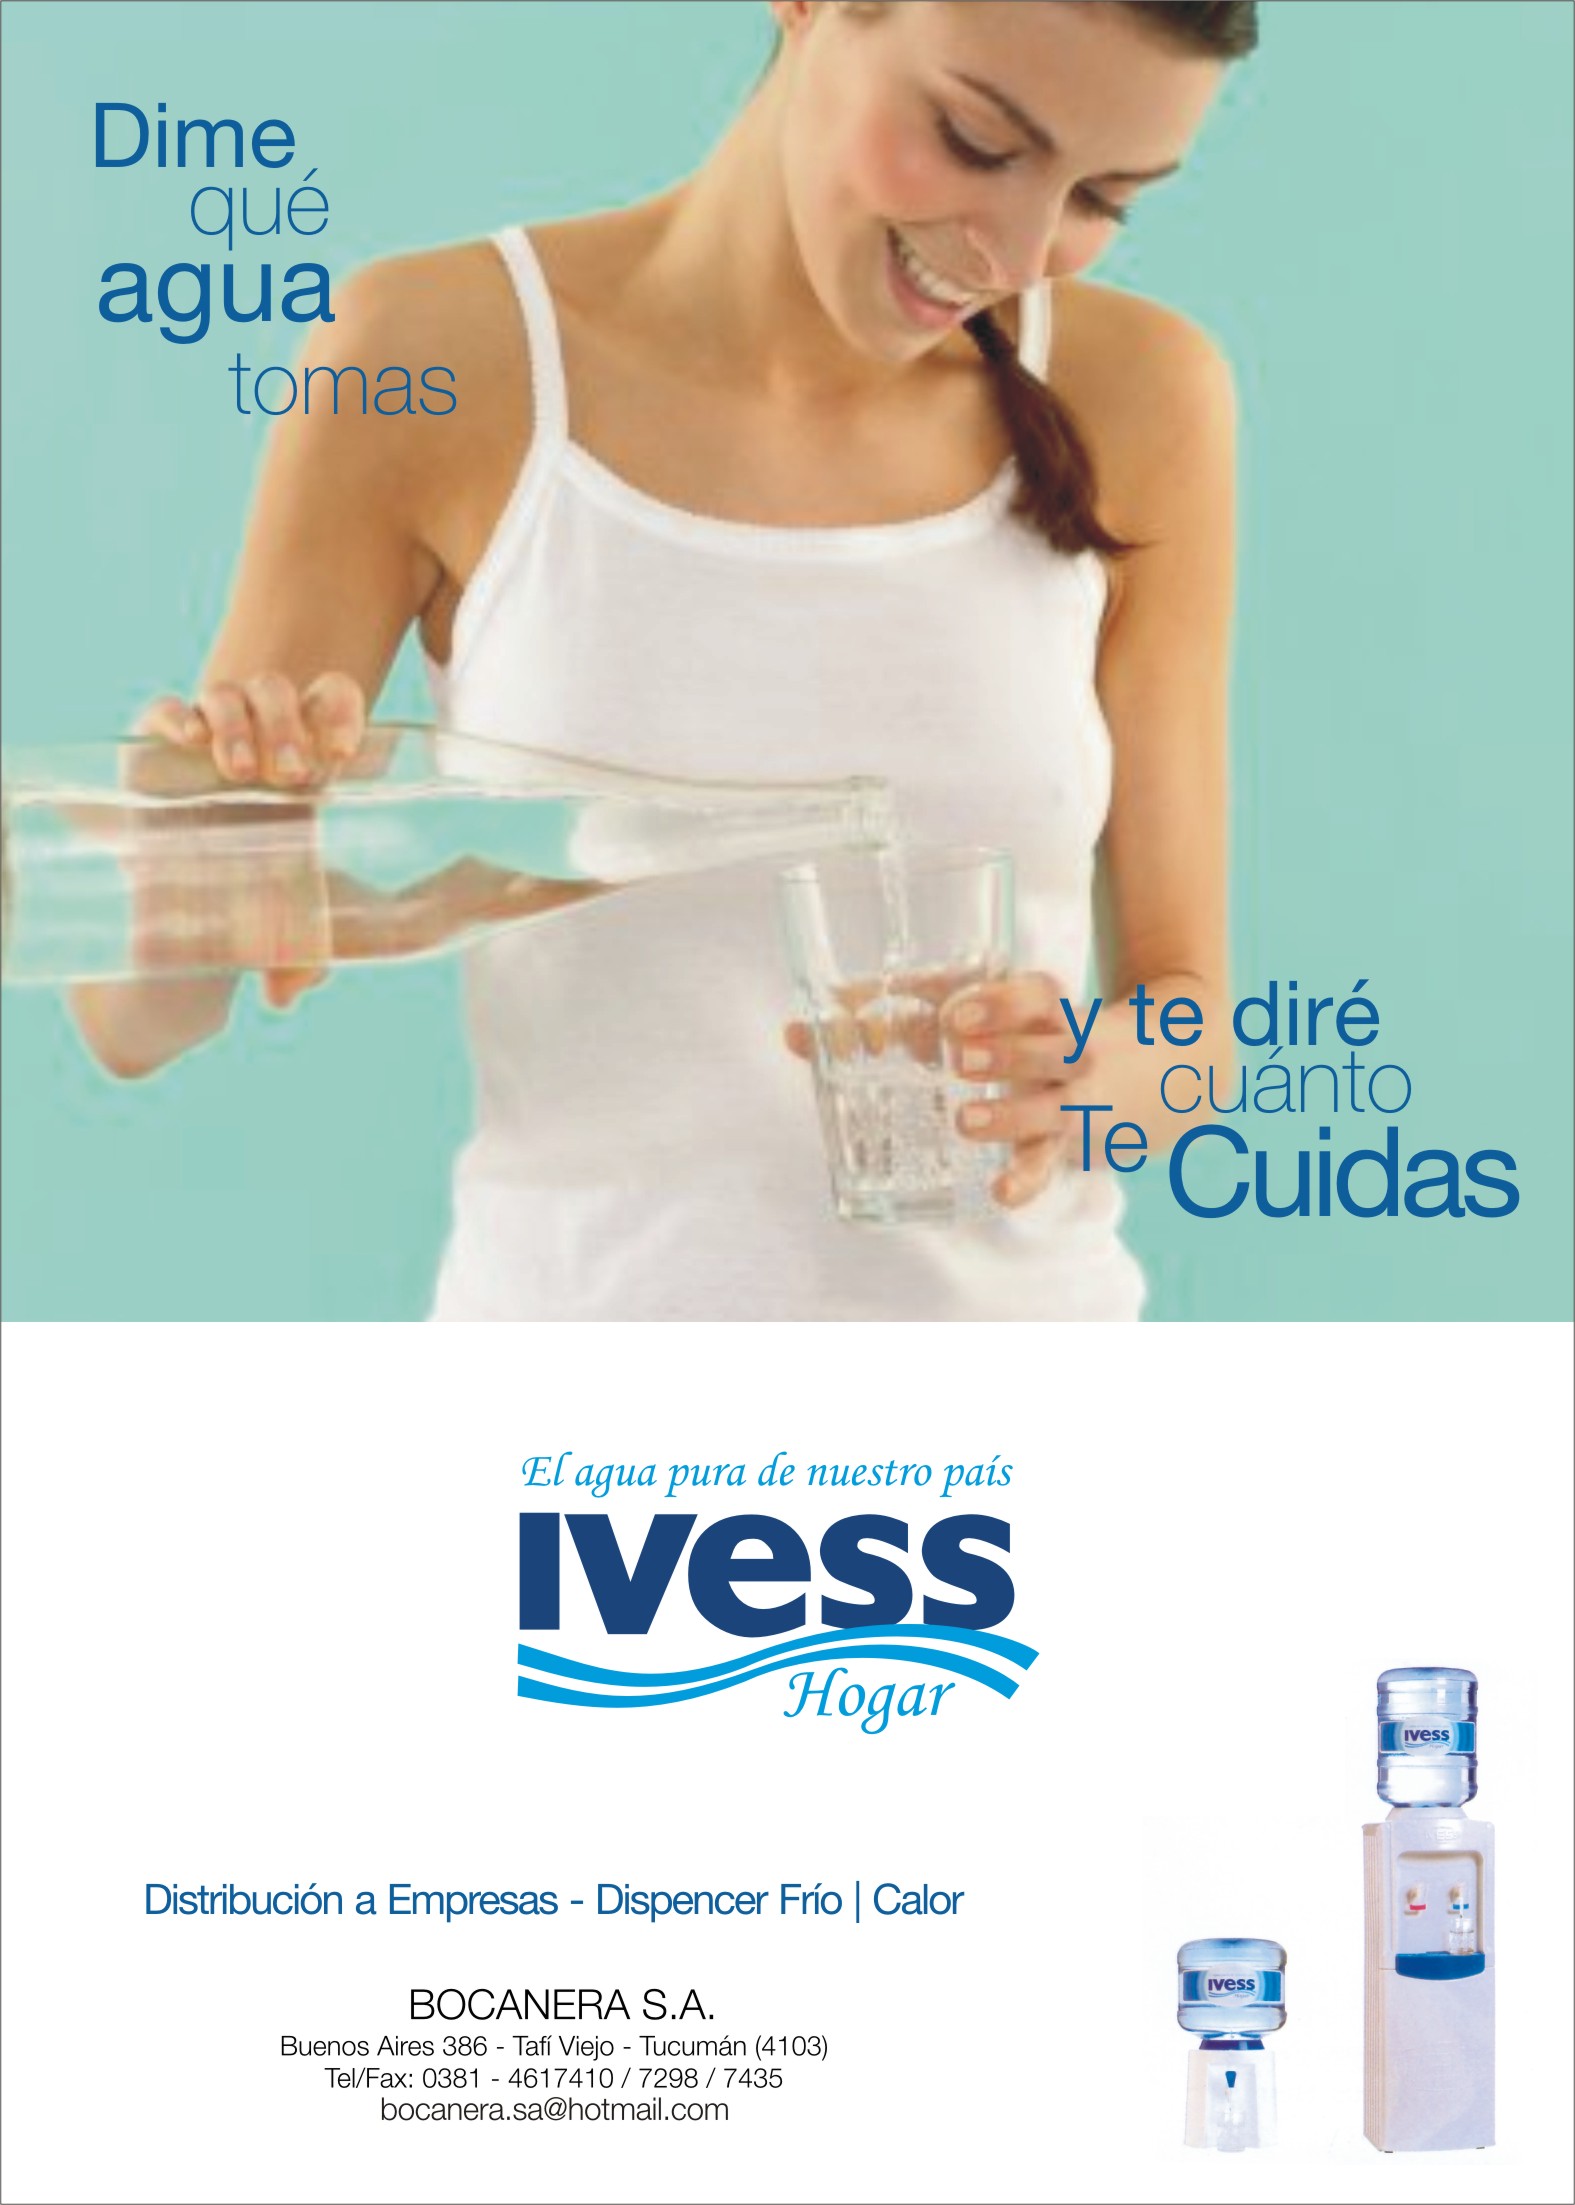 Dime
qué
agua
tomas
y te diré
cuánto
Te Cuidas
El agua pura de nuestro país
Ivess
Hogar
Ivess
Distribución a Empresas - Dispencer Frío | Calor
Ivess
BOCANERA S.A.
Buenos Aires 386 - Tafí Viejo - Tucumán (4103)
Tel/Fax: 0381 - 4617410 / 7298 / 7435
bocanera.sa@hotmail.com